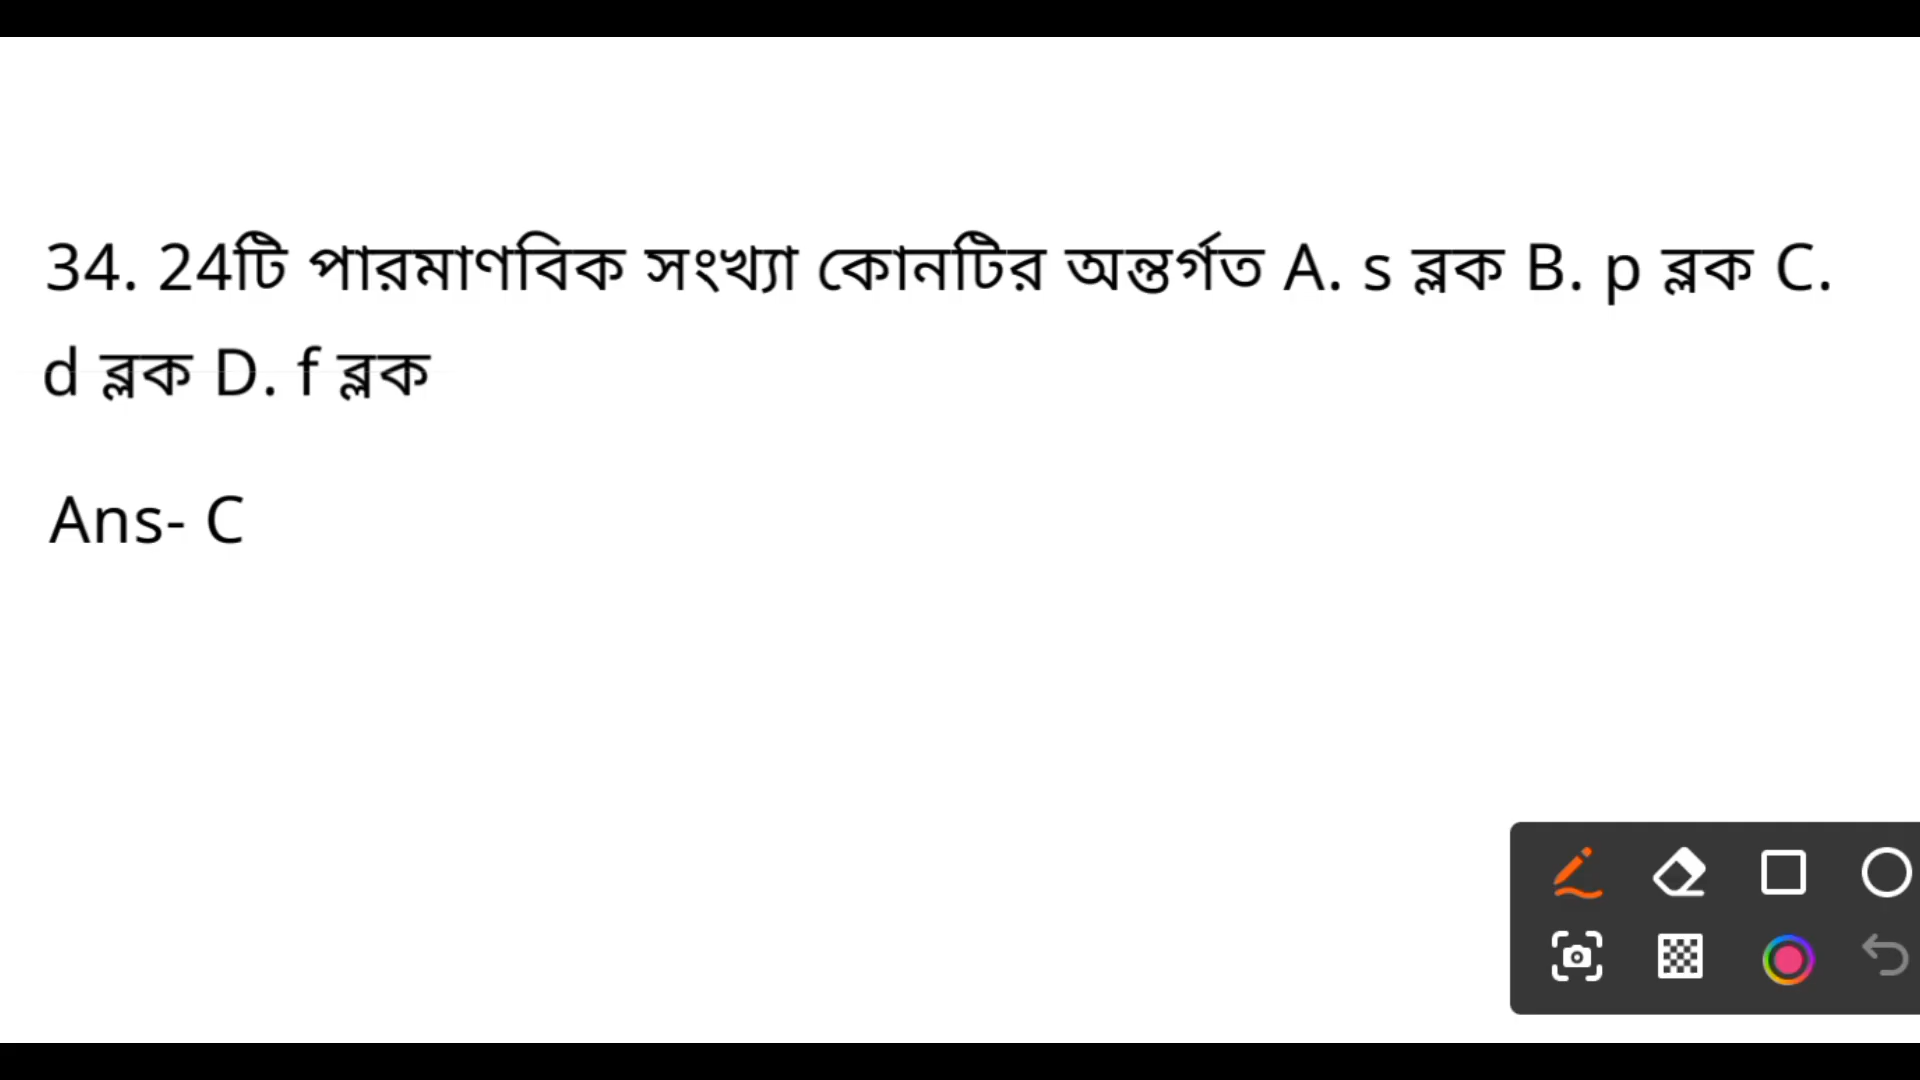 34. 24টি পারমাণবিক সংখ্যা কোনটির অন্তর্গত A. s ব্লক B. p ব্লক C.
d ব্লক D. f ব্লক
Ans- C